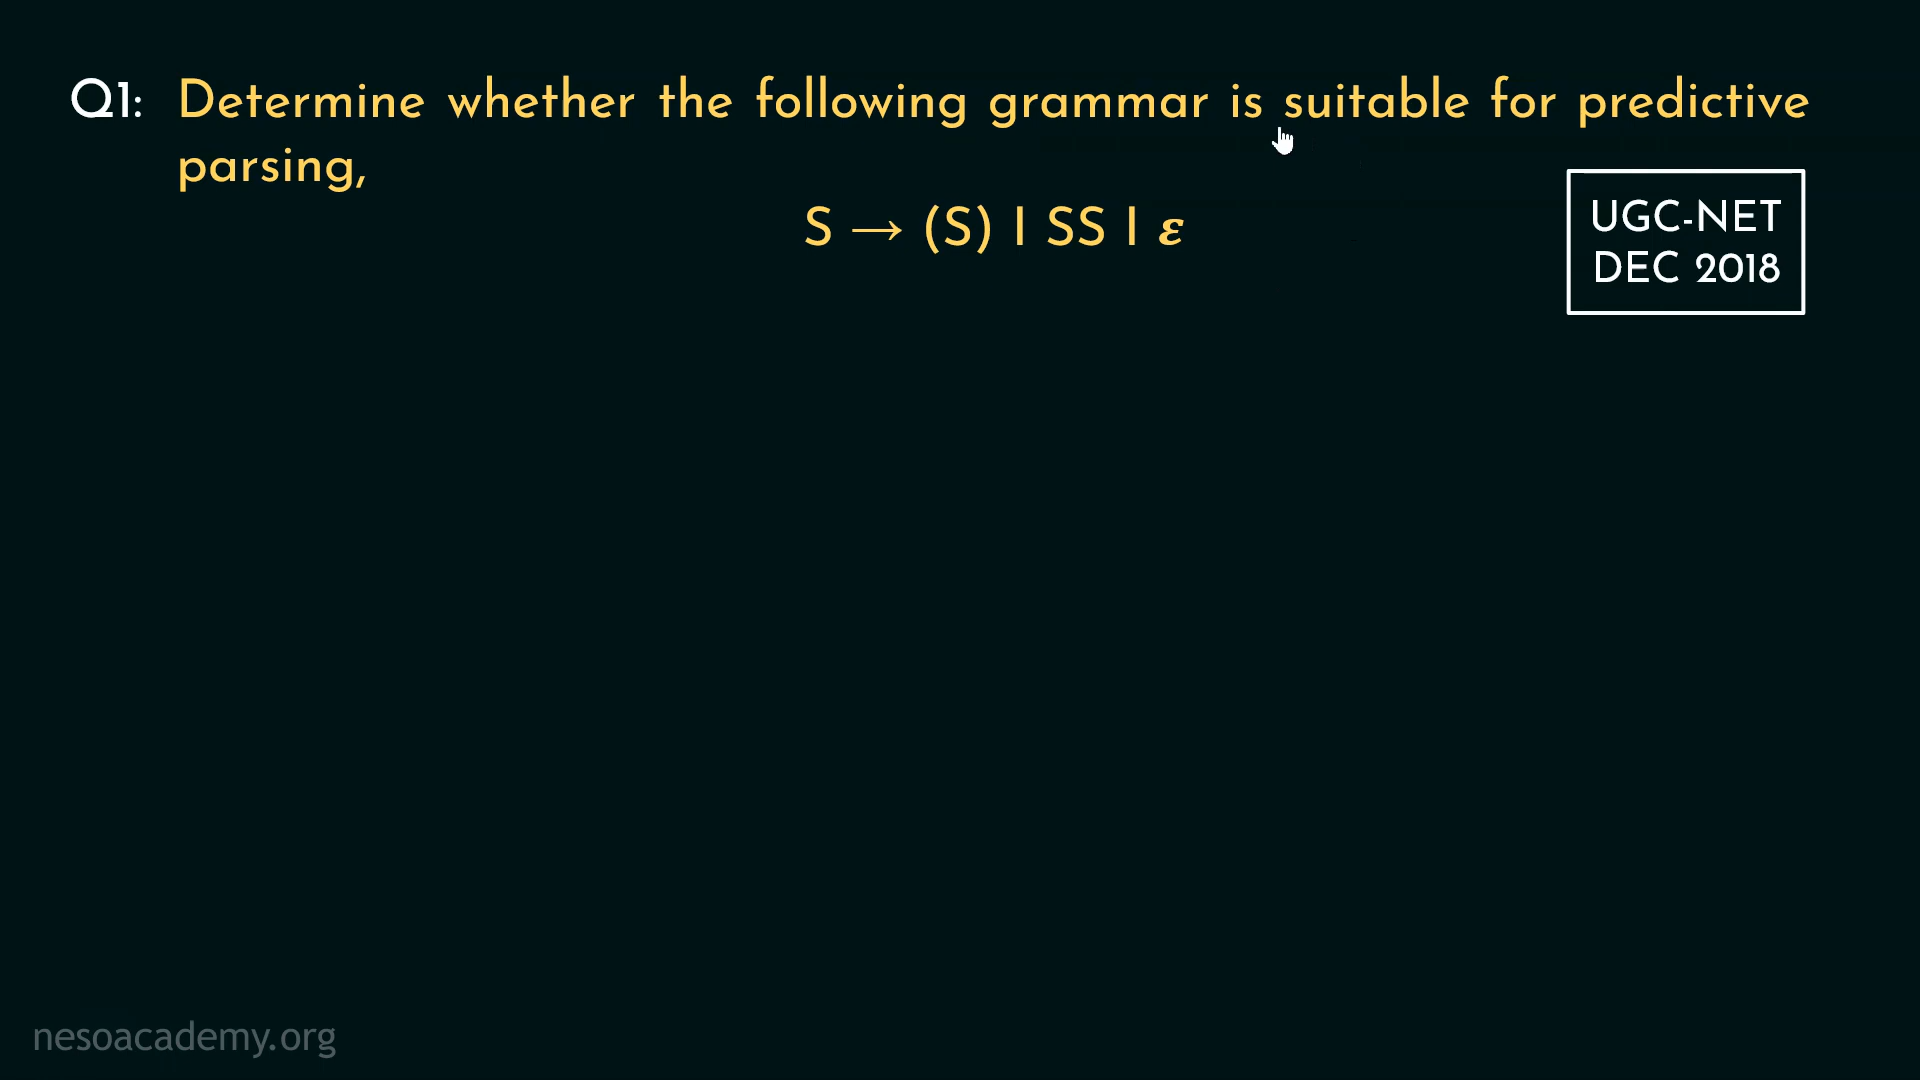 Q1: Determine whether the following grammar is suitable for predictive
parsing,
S → (S) | SS | ε
UGC-NET
DEC 2018
nesoacademy.org